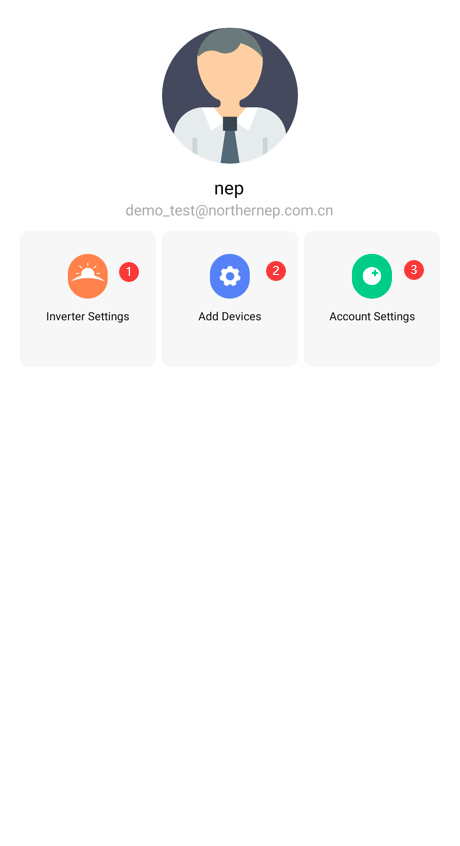 nep
demo_test@northernep.com.cn
1
2
3
Inverter Settings
Add Devices
Account Settings